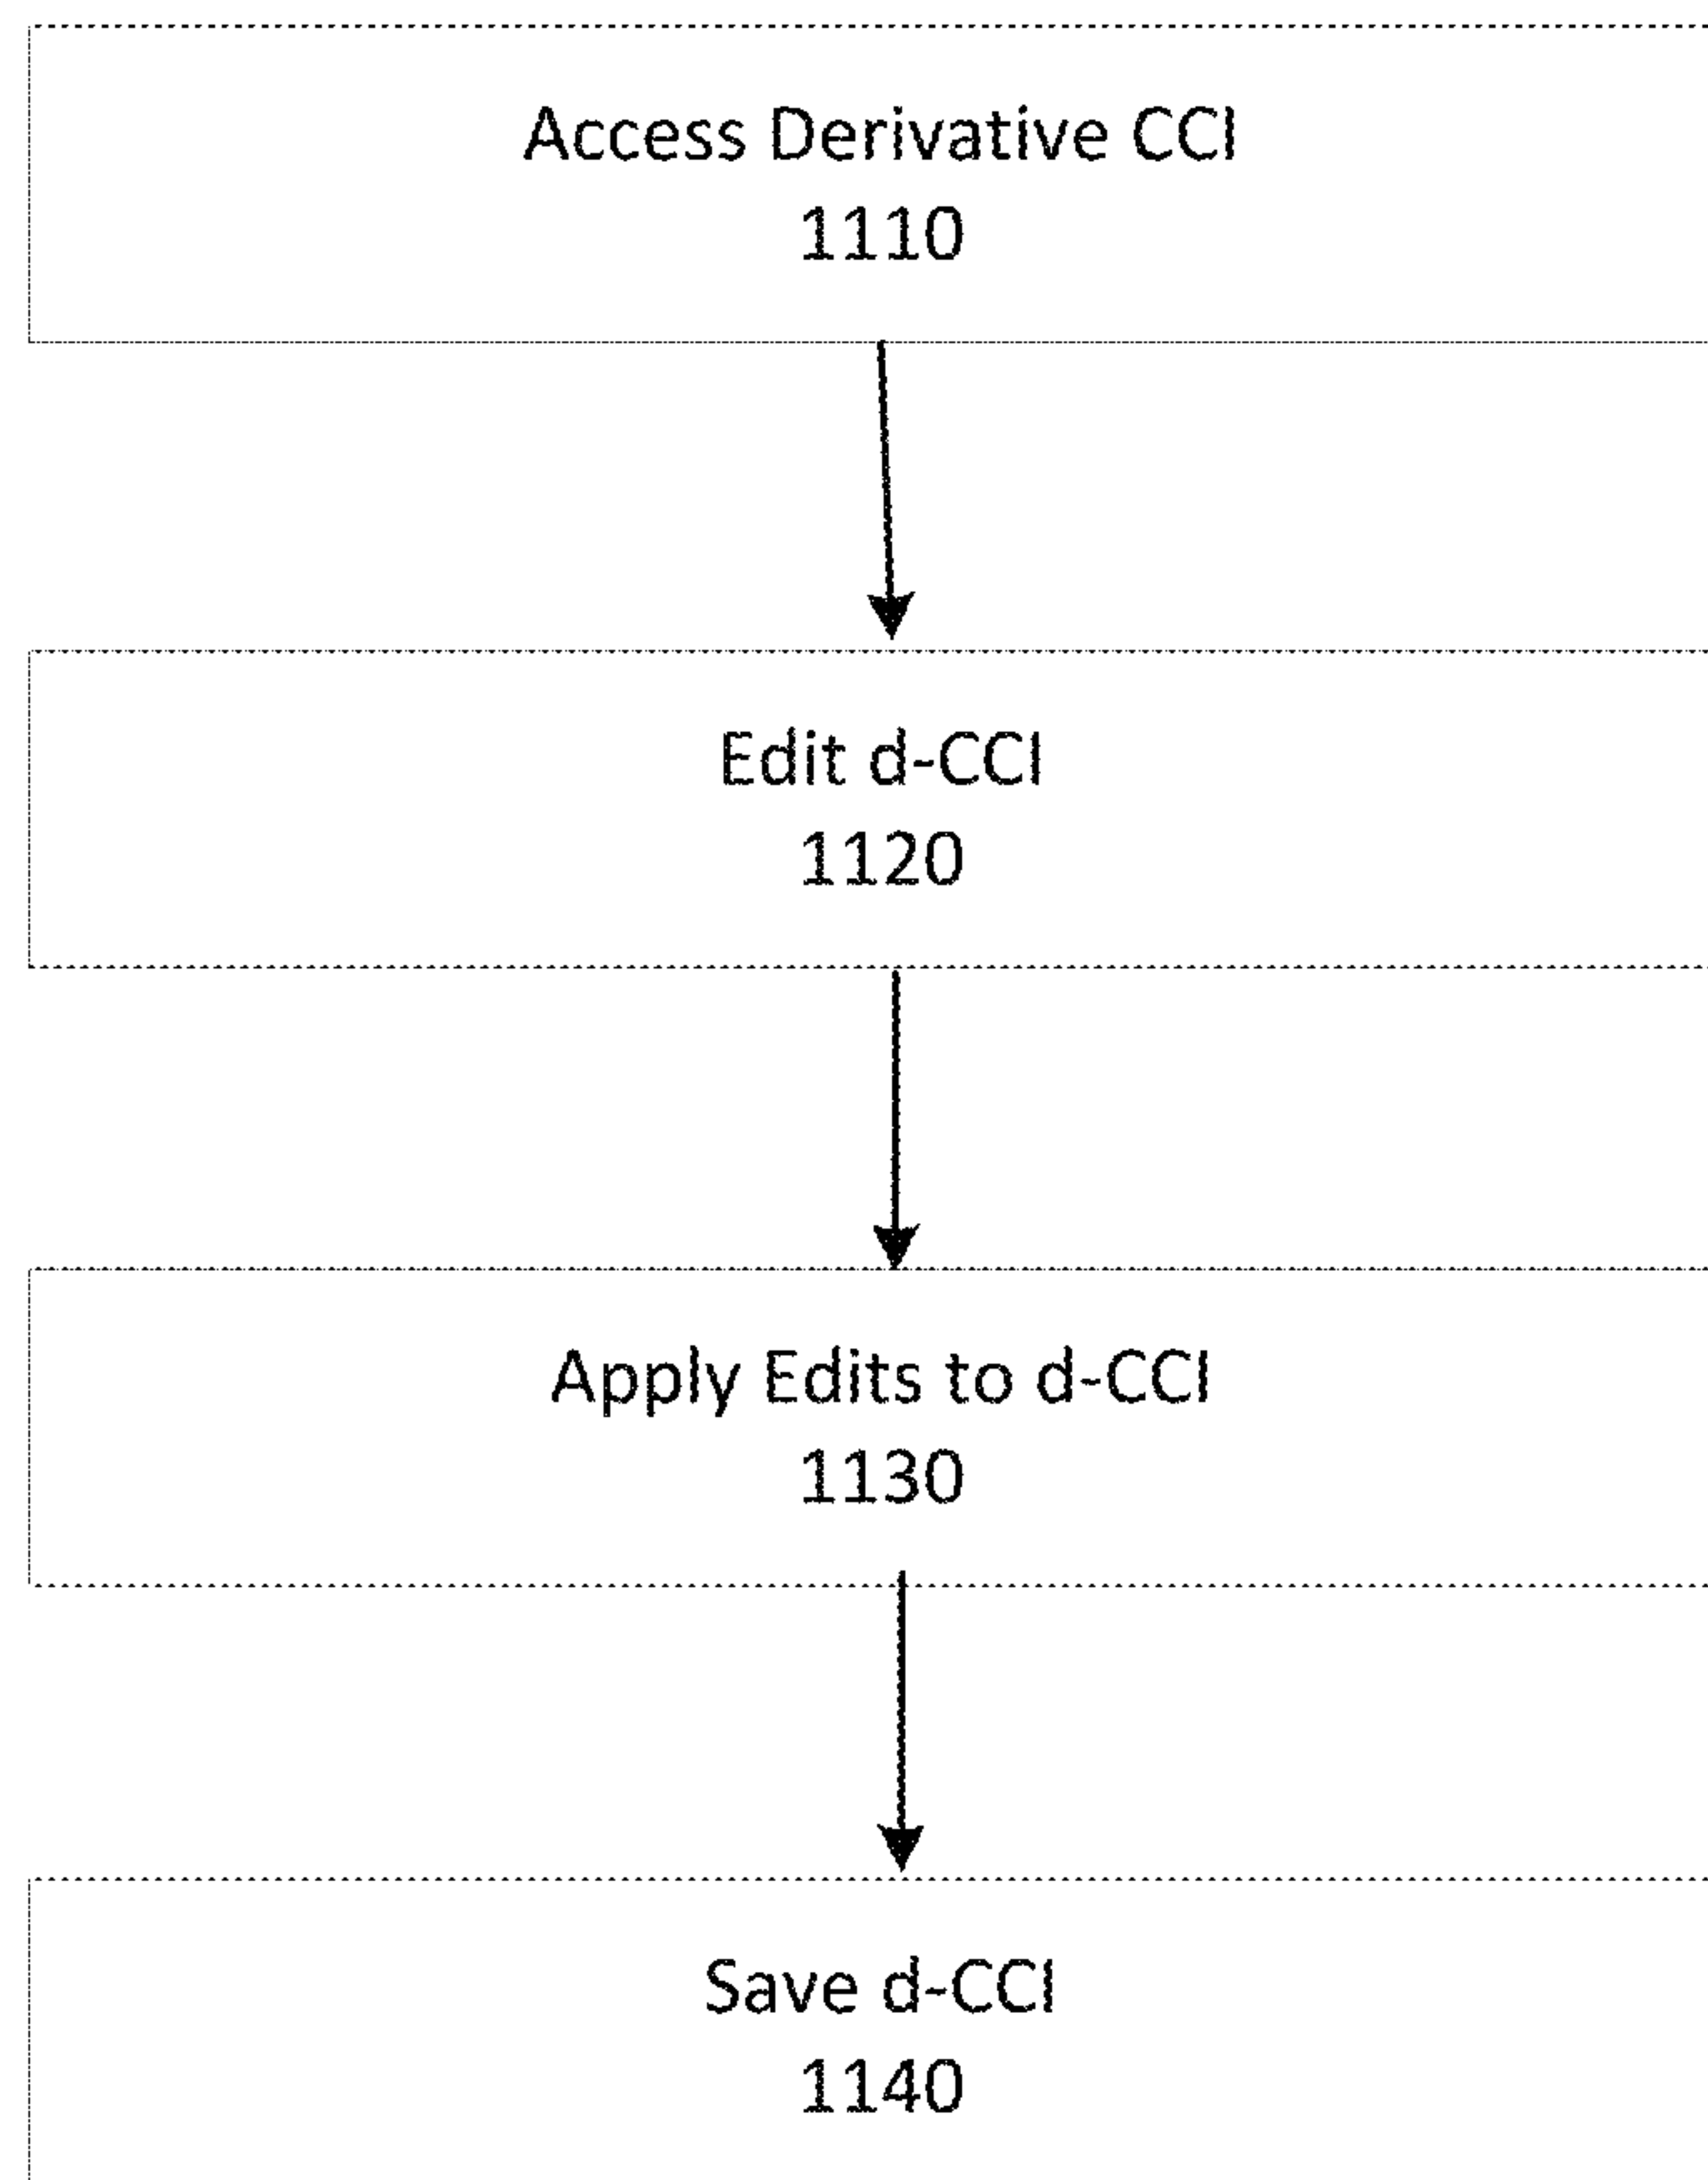 Access Derivative CCI
1110
Edit d-CCI
1120
Apply Edits to d-CCI
1130
Save d-CCI
1140